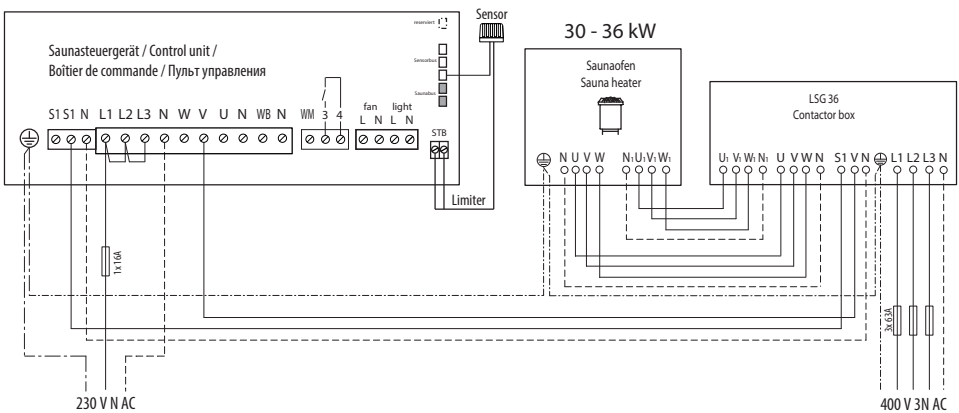 reserviert
Sensor
Sensorbus
Saunabus
Saunasteuergerät / Control unit /
Boîtier de commande / Пульт управления
S1 S1 N L1 L2 L3 N W V U N WB N WM 3 4
fan light
L N L N
STB
Limiter
1x16A
230 V N AC
30 - 36 kW
Saunaofen
Sauna heater
N U V W N1 U1 V1 W1
LSG 36
Contactor box
U1 V1 W1 N1 U V W N S1 V N L1 L2 L3 N
3x 63A
400 V 3N AC